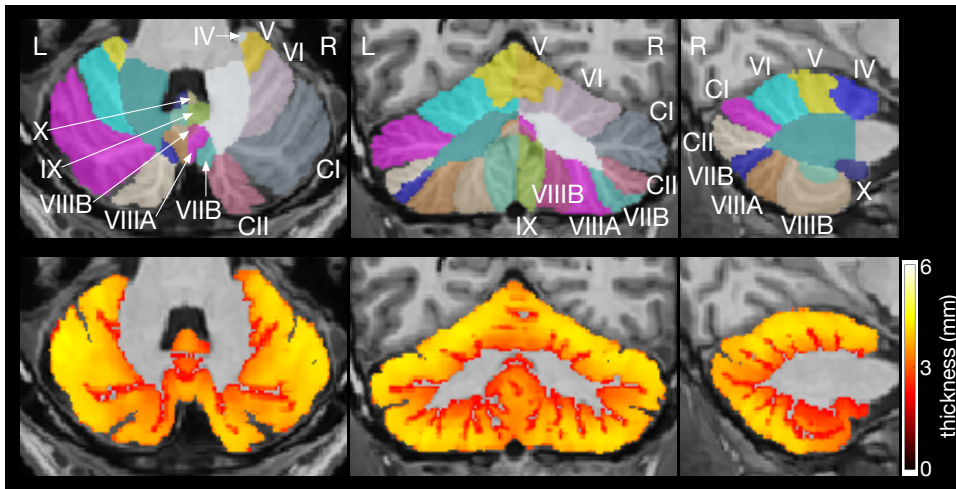 L
IV
V
VI
R
X
IX
VIIIB
VIIIA
VIIB
CII
CI
L
V
R
VI
CI
CII
VIIB
VIIIA
VIIIB
IX
R
VI
V
IV
CI
CII
VIIB
VIIIA
VIIIB
X
6
3
0
thickness (mm)